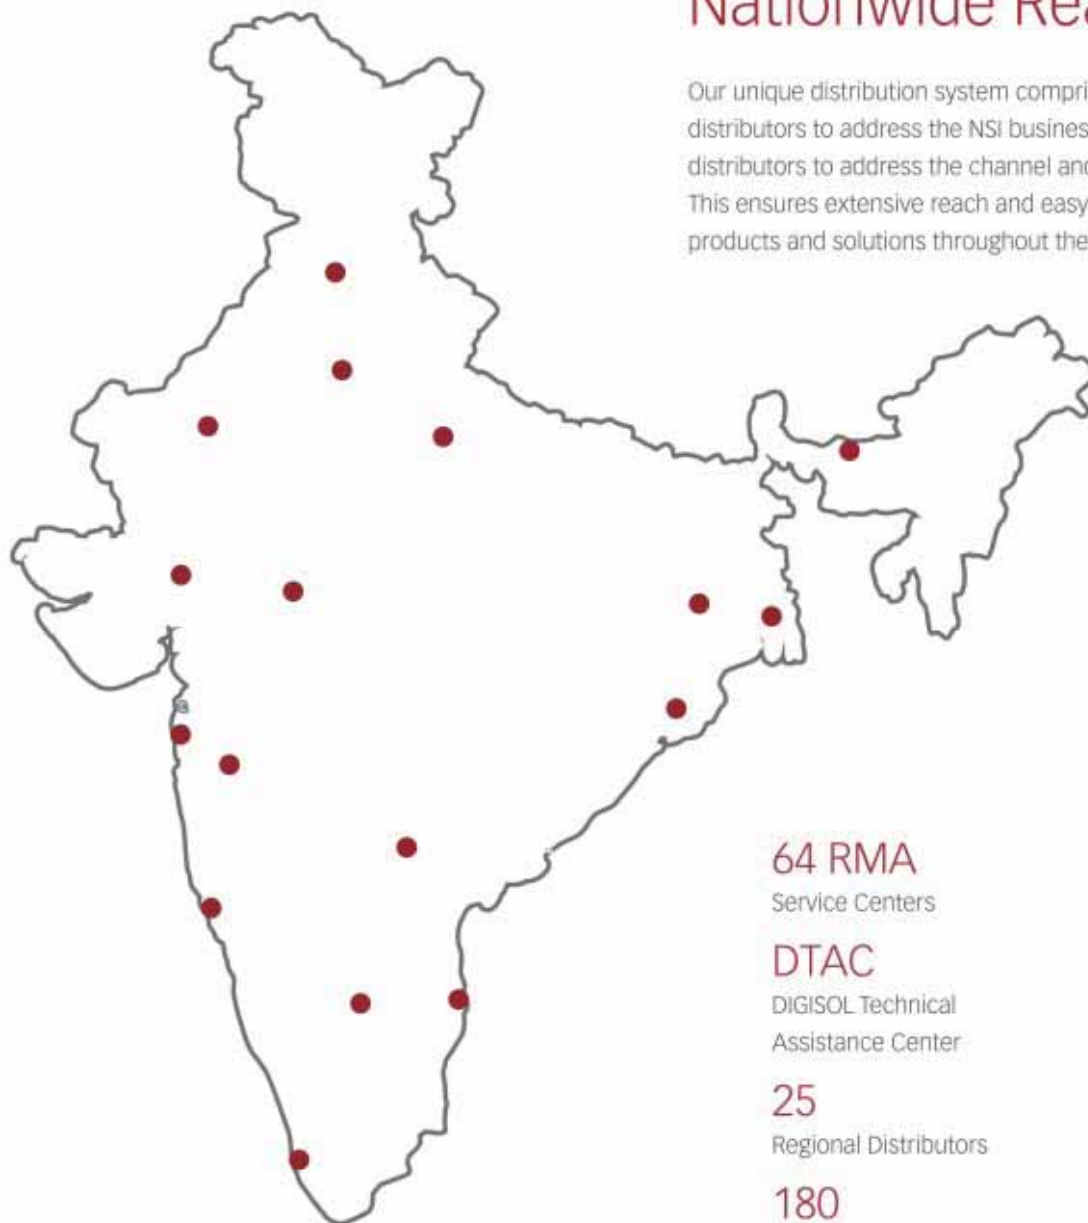 Nationwide Rea
Our unique distribution system compri
distributors to address the NSI busines
distributors to address the channel and
This ensures extensive reach and easy
products and solutions throughout the
64 RMA
Service Centers
DTAC
DIGISOL Technical
Assistance Center
25
Regional Distributors
180